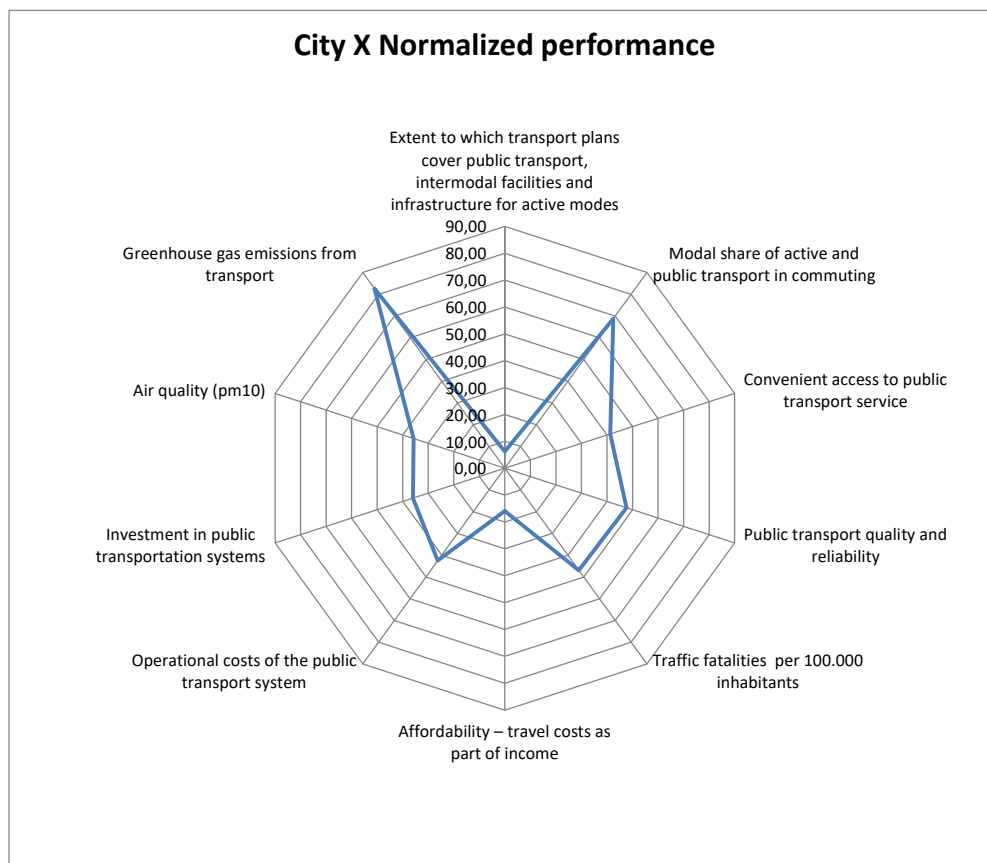 City X Normalized performance
Extent to which transport plans
cover public transport,
intermodal facilities and
infrastructure for active modes
Modal share of active and
public transport in commuting
Convenient access to public
transport service
Public transport quality and
reliability
Traffic fatalities  per 100.000
inhabitants
Affordability – travel costs as
part of income
Operational costs of the public
transport system
Investment in public
transportation systems
Air quality (pm10)
Greenhouse gas emissions from
transport
90,00
80,00
70,00
60,00
50,00
40,00
30,00
20,00
10,00
0,00